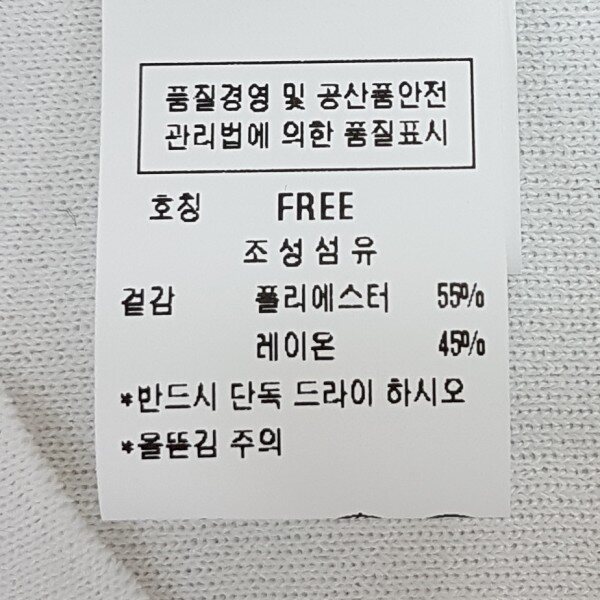 품질경영 및 공산품안전
관리법에 의한 품질표시
호칭 FREE
조성섬유
겉감 폴리에스터 55%
레이온 45%
*반드시 단독 드라이 하시오
*올뜯김 주의